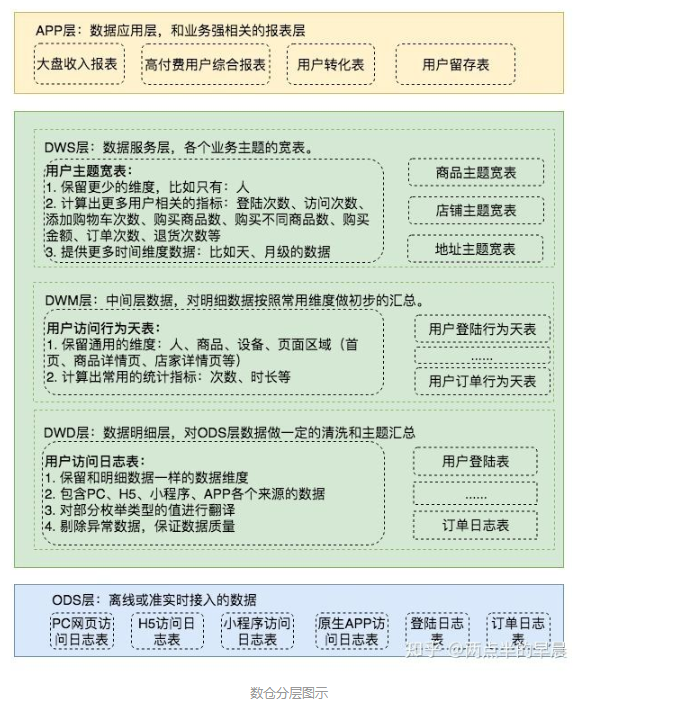 APP层：数据应用层，和业务强相关的报表层
大盘收入报表
高付费用户综合报表
用户转化表
用户留存表
DWS层：数据服务层，各个业务主题的宽表。
用户主题宽表：
1. 保留更少的维度，比如只有：人
2. 计算出更多用户相关的指标：登陆次数、访问次数、
添加购物车次数、购买商品数、购买不同商品数、购买
金额、订单次数、退货次数等
3. 提供更多时间维度数据：比如天、月级的数据
商品主题宽表
店铺主题宽表
地址主题宽表
DWM层：中间层数据，对明细数据按照常用维度做初步的汇总。
用户访问行为天表：
1. 保留通用的维度：人、商品、设备、页面区域（首
页、商品详情页、店家详情页等）
2. 计算出常用的统计指标：次数、时长等
用户登陆行为天表
......
用户订单行为天表
DWD层：数据明细层，对ODS层数据做一定的清洗和主题汇总
用户访问日志表：
1. 保留和明细数据一样的数据维度
2. 包含PC、H5、小程序、APP各个来源的数据
3. 对部分枚举类型的值进行翻译
4. 剔除异常数据，保证数据质量
用户登陆表
......
订单日志表
ODS层：离线或准实时接入的数据
PC网页访
问日志表
H5访问日
志表
小程序访问
日志表
原生APP访
问日志表
登陆日志
表
订单日志
表
知乎 @两点半的早晨
数仓分层图示